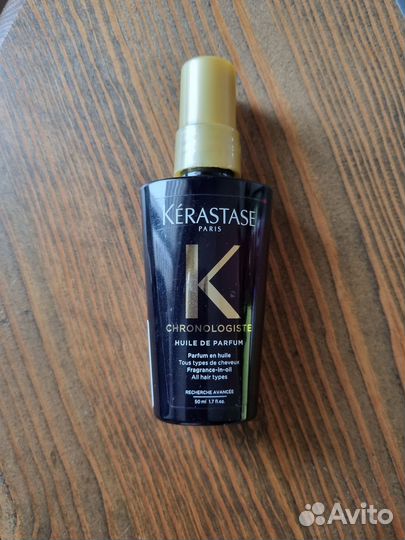 KÉRASTASE
PARIS
K
CHRONOLOGISTE
HUILE DE PARFUM
Parfum en huile
Tous types de cheveux
Fragrance-in-oil
All hair types
RECHERCHE AVANCÉE
50 ml 1.7 fl.oz.
Avito